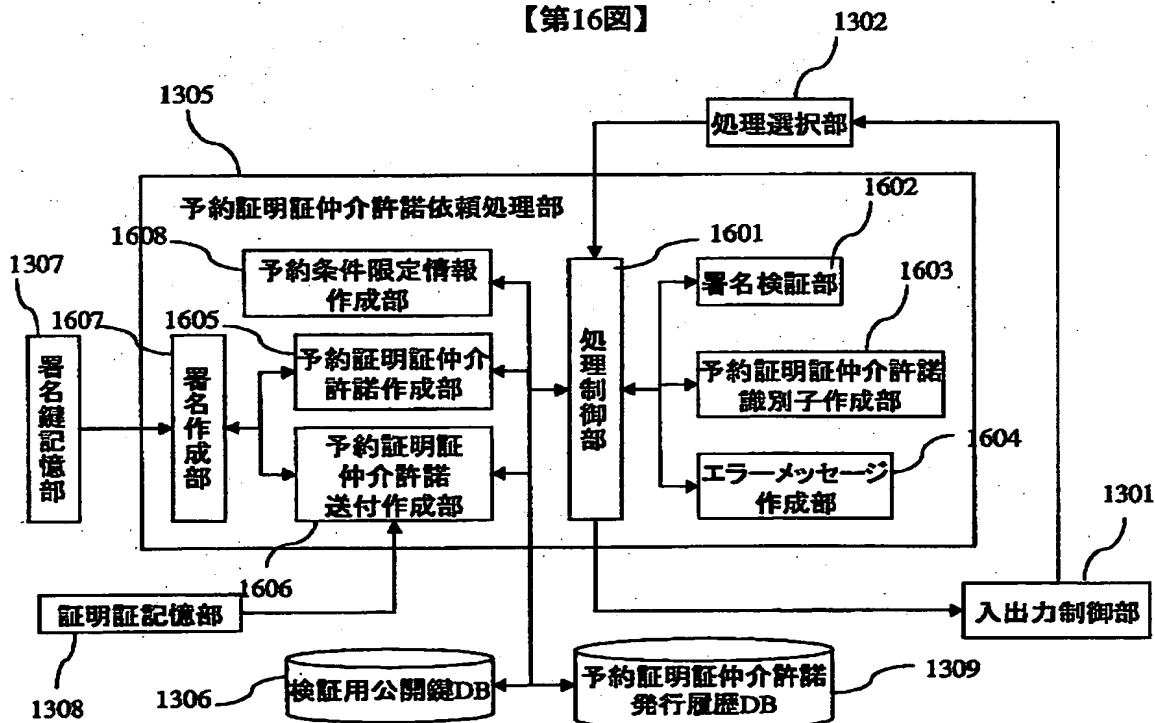 【第16図】
1302
1305
処理選択部
予約証明証仲介許諾依頼処理部
1602
1608
1601
1307
予約条件限定情報
作成部
署名検証部
1603
1607
1605
署名鍵記憶部
署名作成部
予約証明証仲介
許諾作成部
処理制御部
予約証明証仲介許諾
識別子作成部
予約証明証
仲介許諾
送付作成部
1604
エラーメッセージ
作成部
1301
1606
証明証記憶部
入出力制御部
1308
1306
検証用公開鍵DB
予約証明証仲介許諾
発行履歴DB
1309